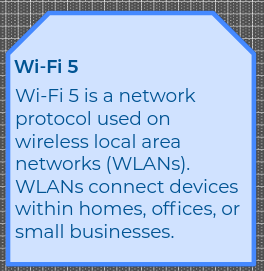 Wi-Fi 5
Wi-Fi 5 is a network
protocol used on
wireless local area
networks (WLANs).
WLANs connect devices
within homes, offices, or
small businesses.